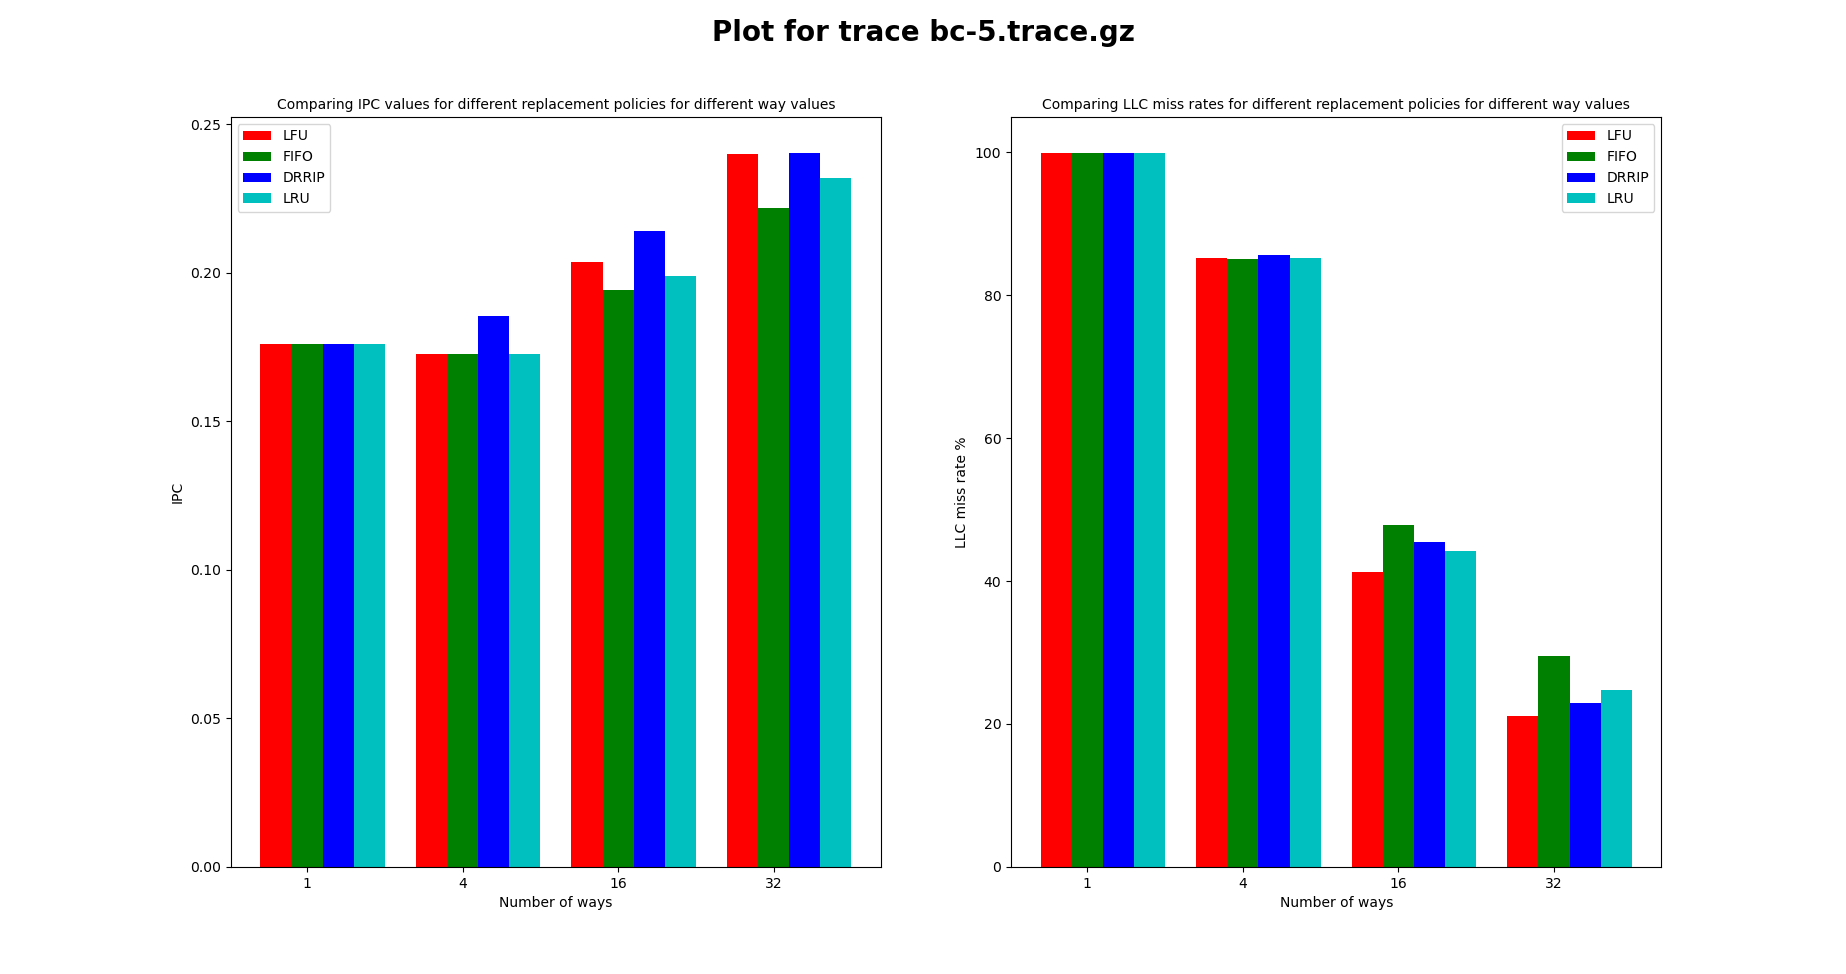 Plot for trace bc-5.trace.gz
Comparing IPC values for different replacement policies for different way values
LFU
FIFO
DRRIP
LRU
0.25
0.20
0.15
0.10
0.05
0.00
IPC
1 4 16 32
Number of ways
Comparing LLC miss rates for different replacement policies for different way values
LFU
FIFO
DRRIP
LRU
100
80
60
40
20
0
LLC miss rate %
1 4 16 32
Number of ways